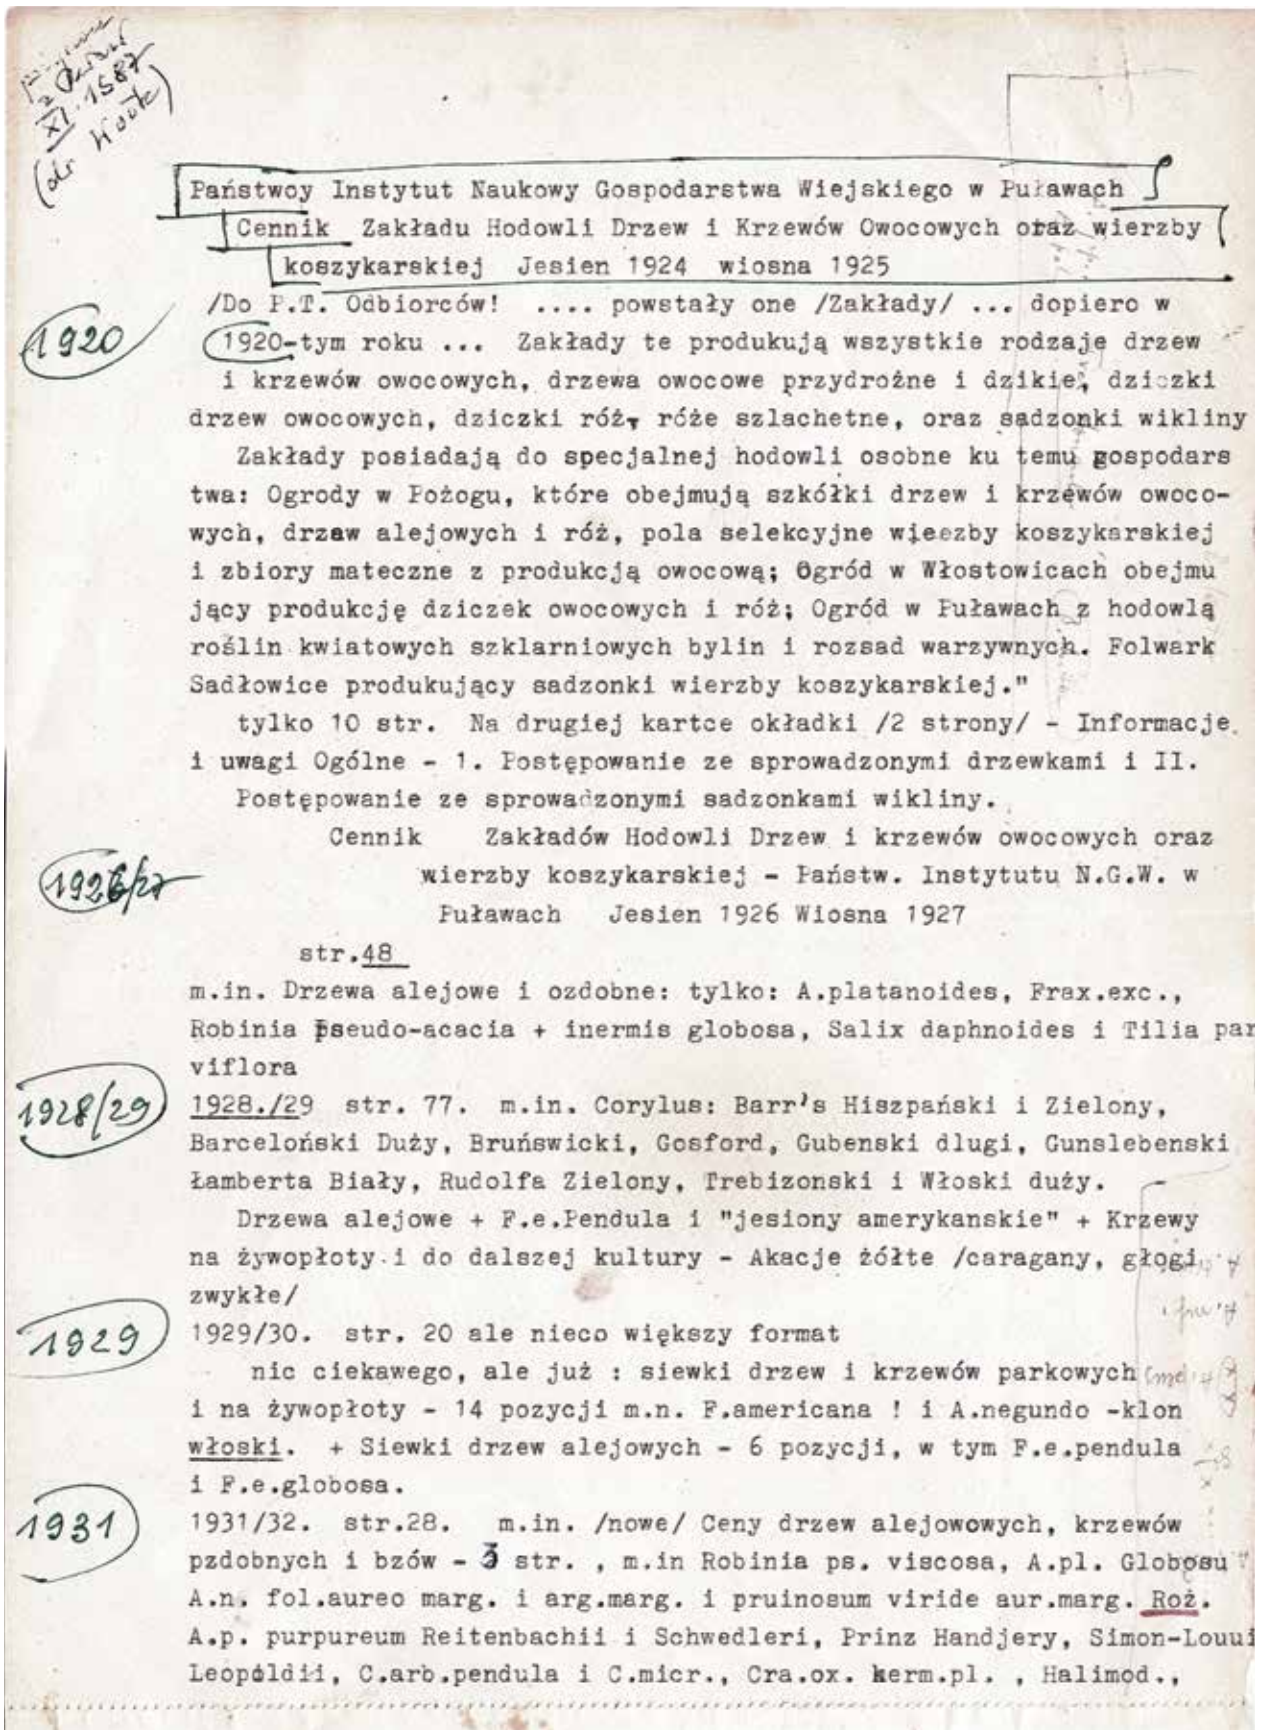 XI.1987
(dr
Państwoy Instytut Naukowy Gospodarstwa Wiejskiego w Puławach
Cennik Zakładu Hodowli Drzew i Krzewów Owocowych oraz wierzby
koszykarskiej Jesien 1924 wiosna 1925
/Do P.T. Odbiorców! .... powstały one /Zakłady/ ... dopiero w
1920
1920-tym roku ... Zakłady te produkują wszystkie rodzaje drzew
i krzewów owocowych, drzewa owocowe przydrożne i dzikie, dziczki
drzew owocowych, dziczki róż, róże szlachetne, oraz sadzonki wikliny
Zakłady posiadają do specjalnej hodowli osobne ku temu gospodars
twa: Ogrody w Pożogu, które obejmują szkółki drzew i krzewów owoco-
wych, drzaw alejowych i róż, pola selekcyjne wieezby koszykarskiej
i zbiory mateczne z produkcją owocową; Ogród w Włostowicach obejmu
jący produkcję dziczek owocowych i róż; Ogród w Puławach z hodowlą
roślin kwiatowych szklarniowych bylin i rozsad warzywnych. Folwark
Sadłowice produkujący sadzonki wierzby koszykarskiej."
tylko 10 str. Na drugiej kartce okładki /2 strony/ - Informacje
i uwagi Ogólne - 1. Postępowanie ze sprowadzonymi drzewkami i II.
Postępowanie ze sprowadzonymi sadzonkami wikliny.
Cennik Zakładów Hodowli Drzew i krzewów owocowych oraz
1926/27
wierzby koszykarskiej - Państw. Instytutu N.G.W. w
Puławach Jesien 1926 Wiosna 1927
str.48
m.in. Drzewa alejowe i ozdobne: tylko: A.platanoides, Frax.exc.,
Robinia Pseudo-acacia + inermis globosa, Salix daphnoides i Tilia par
viflora
1928/29
1928./29 str. 77. m.in. Corylus: Barr's Hiszpański i Zielony,
Barceloński Duży, Bruńswicki, Gosford, Gubenski dlugi, Gunslebenski
Łamberta Biały, Rudolfa Zielony, Trebizonski i Włoski duży.
Drzewa alejowe + F.e.Pendula i "jesiony amerykanskie" + Krzewy
na żywopłoty i do dalszej kultury - Akacje żółte /caragany, głogi
zwykłe/
1929
1929/30. str. 20 ale nieco większy format
nic ciekawego, ale już : siewki drzew i krzewów parkowych
i na żywopłoty - 14 pozycji m.n. F.americana ! i A.negundo -klon
włoski. + Siewki drzew alejowych - 6 pozycji, w tym F.e.pendula
i F.e.globosa.
1931
1931/32. str.28. m.in. /nowe/ Ceny drzew alejowowych, krzewów
pzdobnych i bzów - 3 str. , m.in Robinia ps. viscosa, A.pl. Globosu
A.n. fol.aureo marg. i arg.marg. i pruinosum viride aur.marg. Roż.
A.p. purpureum Reitenbachii i Schwedleri, Prinz Handjery, Simon-Louui
Leopoldii, C.arb.pendula i C.micr., Cra.ox. kerm.pl. , Halimod.,